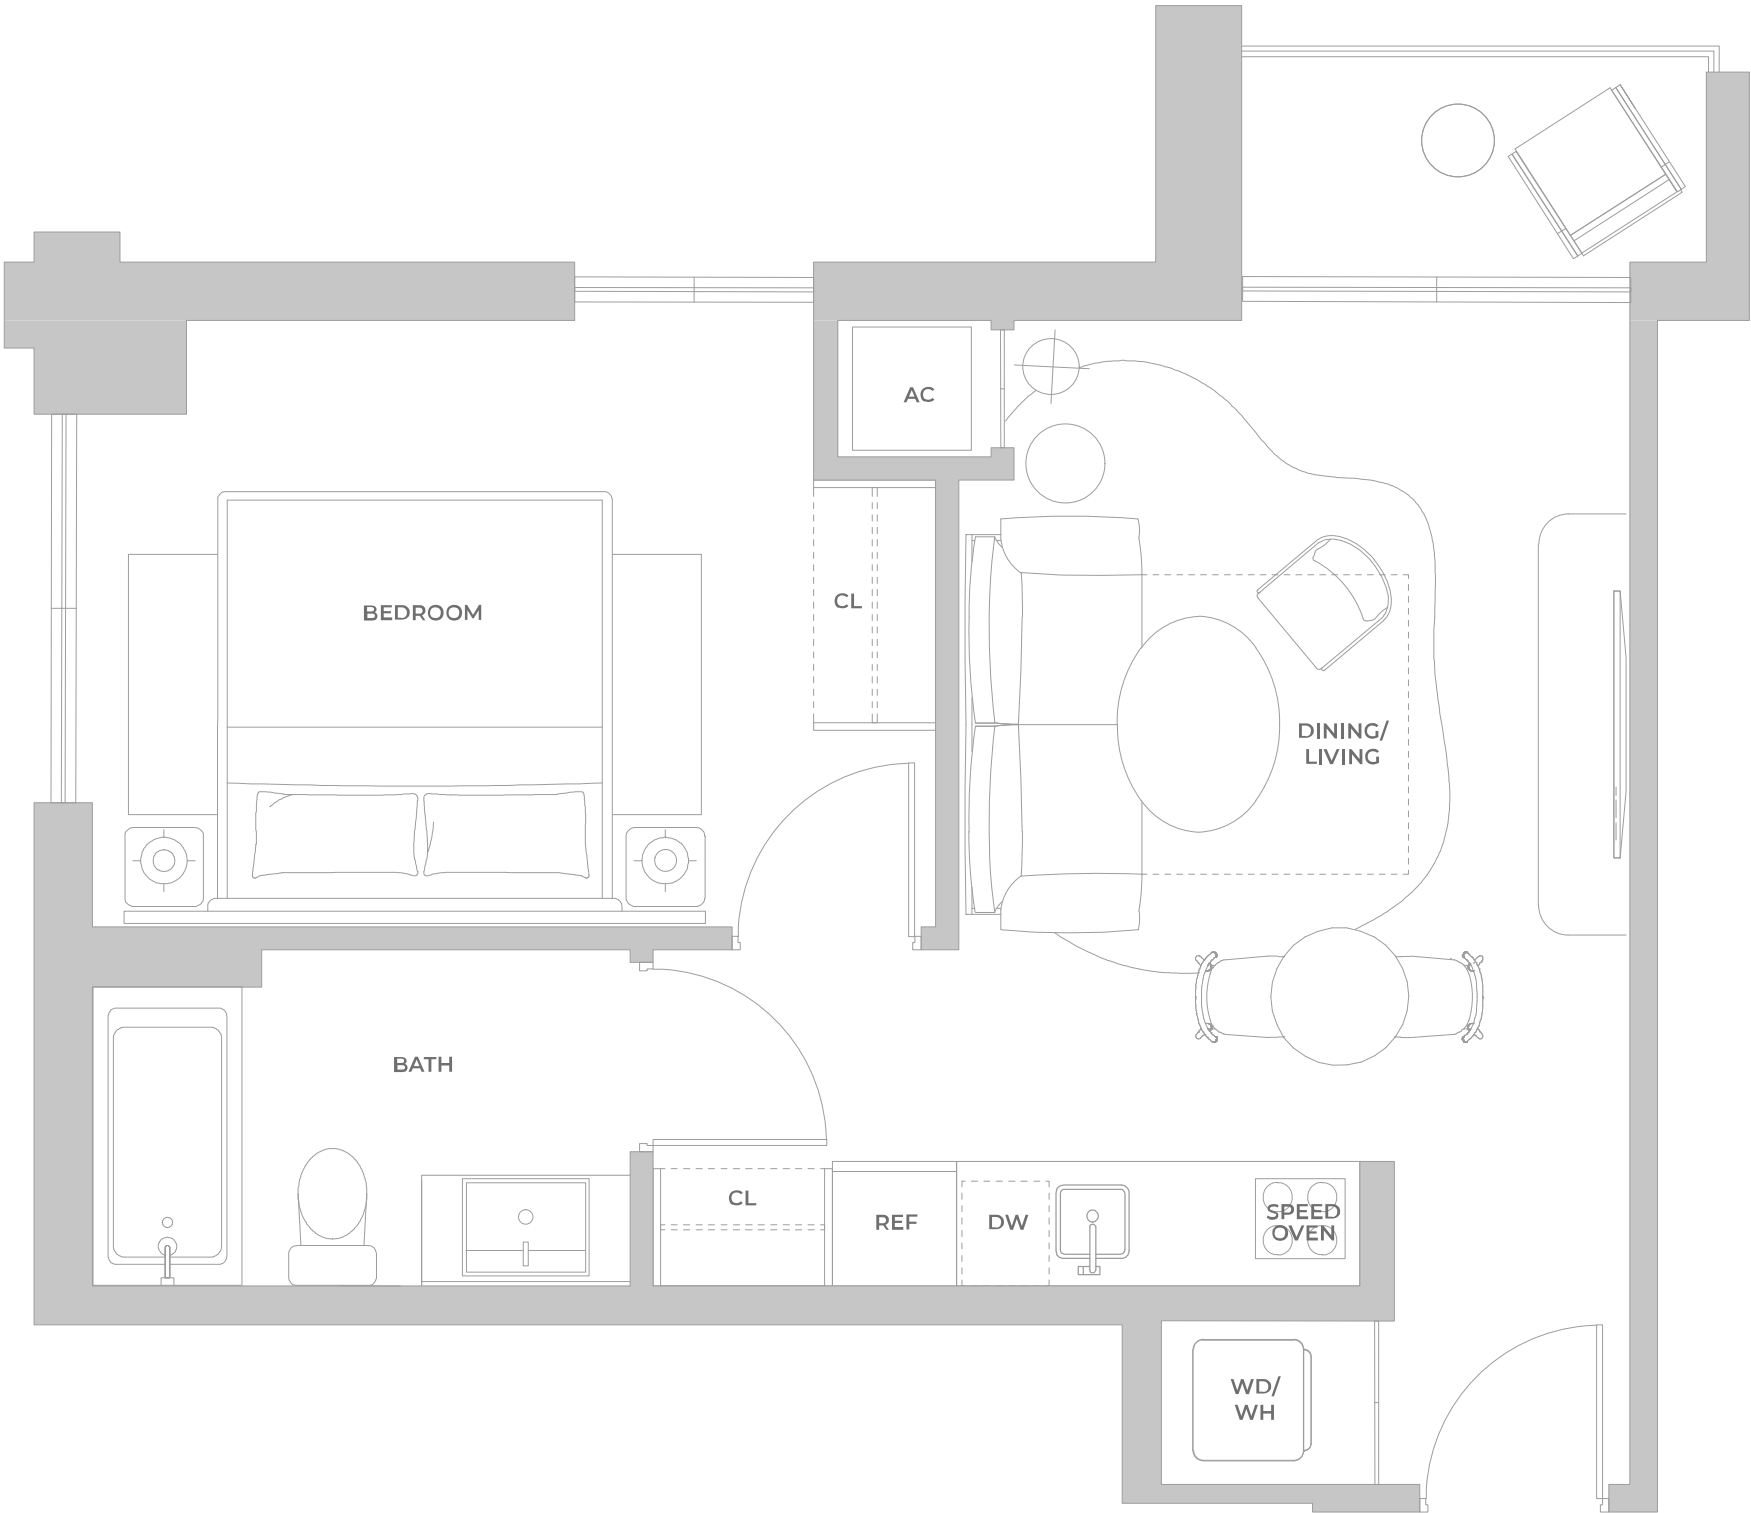 AC
BEDROOM
CL
DINING/
LIVING
BATH
CL
REF
DW
SPEED
OVEN
WD/
WH